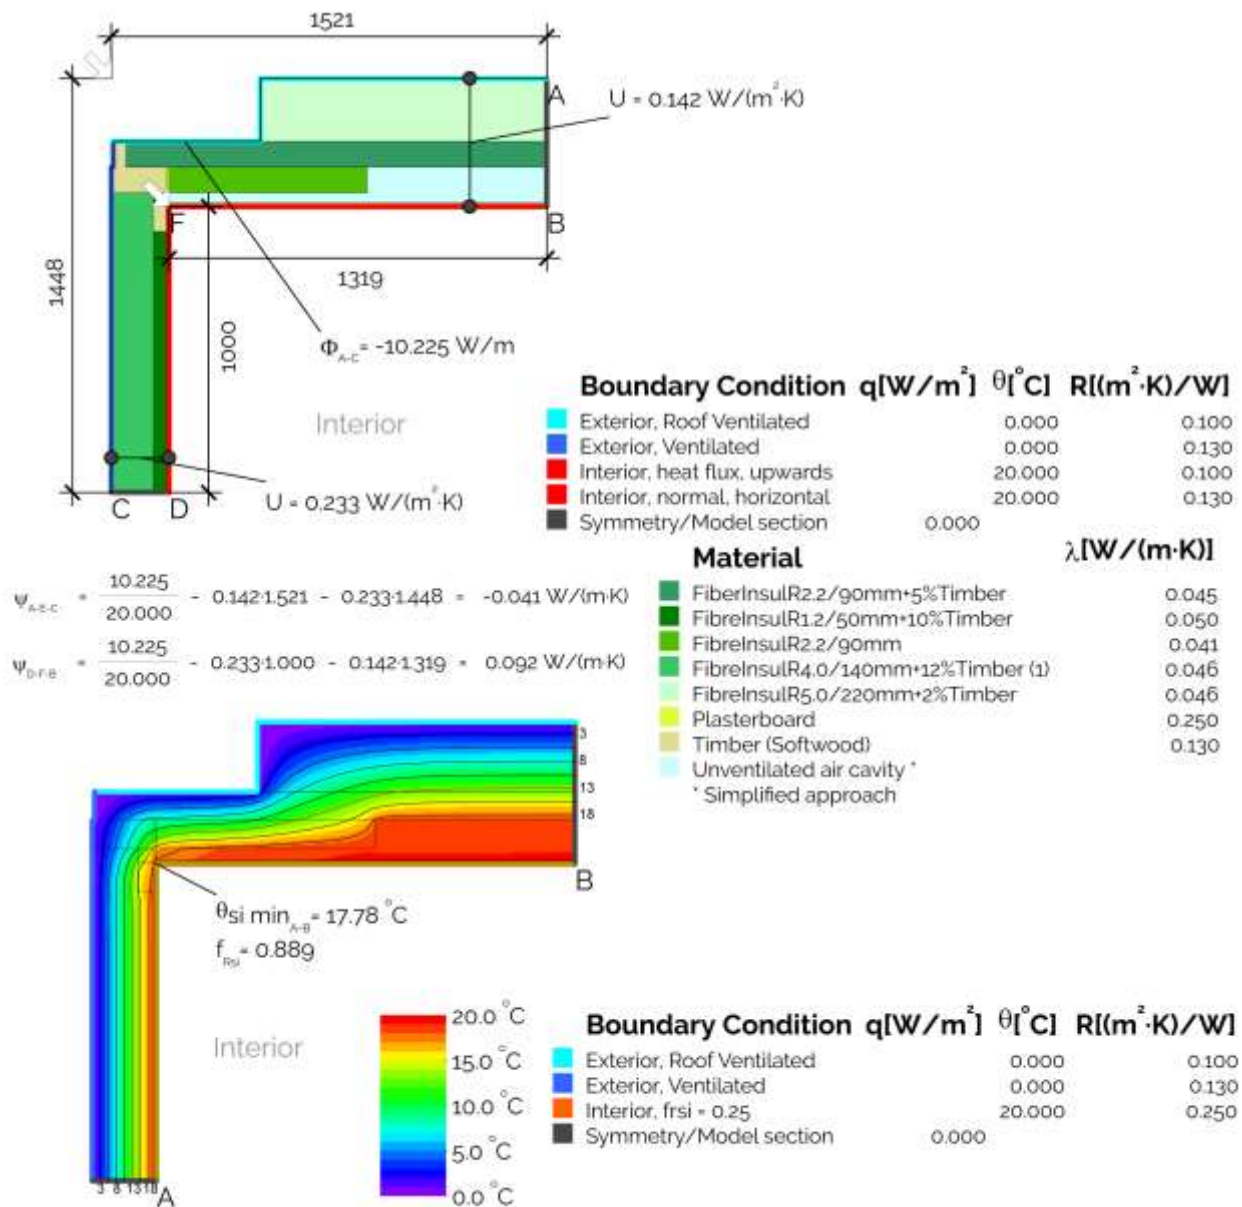 1521
A
U = 0.142 W/(m²·K)
F
B
1448
1319
1000
ΦA-C= -10.225 W/m
Interior
C
D
U = 0.233 W/(m²·K)
Boundary Condition q[W/m²] θ[°C] R[(m²·K)/W]
Exterior, Roof Ventilated 0.000 0.100
Exterior, Ventilated 0.000 0.130
Interior, heat flux, upwards 20.000 0.100
Interior, normal, horizontal 20.000 0.130
Symmetry/Model section 0.000
Material λ[W/(m·K)]
FiberInsulR2.2/90mm+5%Timber 0.045
FibreInsulR1.2/50mm+10%Timber 0.050
FibreInsulR2.2/90mm 0.041
FibreInsulR4.0/140mm+12%Timber (1) 0.046
FibreInsulR5.0/220mm+2%Timber 0.046
Plasterboard 0.250
Timber (Softwood) 0.130
Unventilated air cavity *
* Simplified approach
ψA-E-C = 10.225 / 20.000 - 0.142·1.521 - 0.233·1.448 = -0.041 W/(m·K)
ψD-F-B = 10.225 / 20.000 - 0.233·1.000 - 0.142·1.319 = 0.092 W/(m·K)
3
8
13
18
B
θsi minA-B= 17.78 °C
fRsi= 0.889
Interior
3 8 13 18 A
20.0 °C
15.0 °C
10.0 °C
5.0 °C
0.0 °C
Boundary Condition q[W/m²] θ[°C] R[(m²·K)/W]
Exterior, Roof Ventilated 0.000 0.100
Exterior, Ventilated 0.000 0.130
Interior, frsi = 0.25 20.000 0.250
Symmetry/Model section 0.000